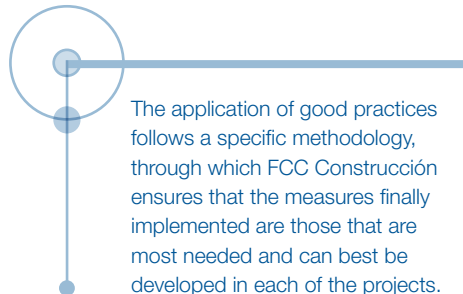 The application of good practices
follows a specific methodology,
through which FCC Construcción
ensures that the measures finally
implemented are those that are
most needed and can best be
developed in each of the projects.